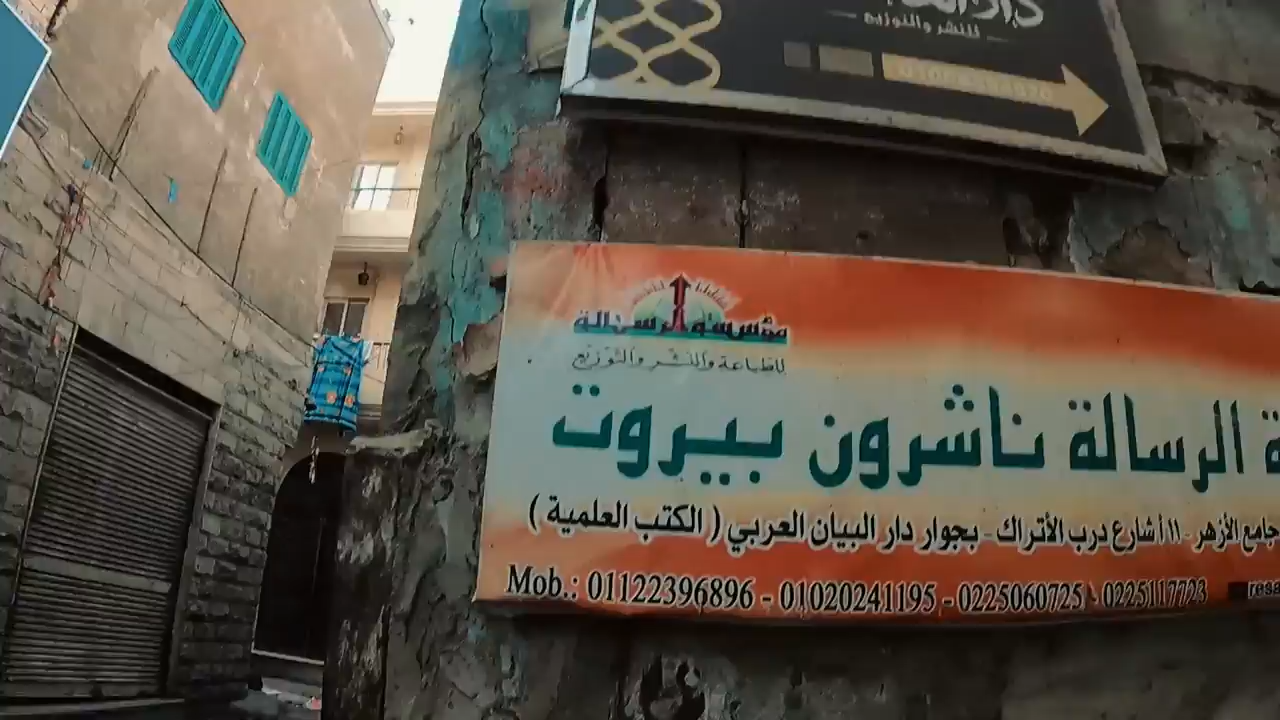 للنشر والتوزيع
مؤسسة الرسالة
للطباعة والنشر والتوزيع
ة الرسالة ناشرون بيروت
جامع الأزهر - ١١ أ شارع درب الأتراك - بجوار دار البيان العربي ( الكتب العلمية )
Mob.: 01122396896 - 01020241195 - 0225060725 - 0225117723
resa